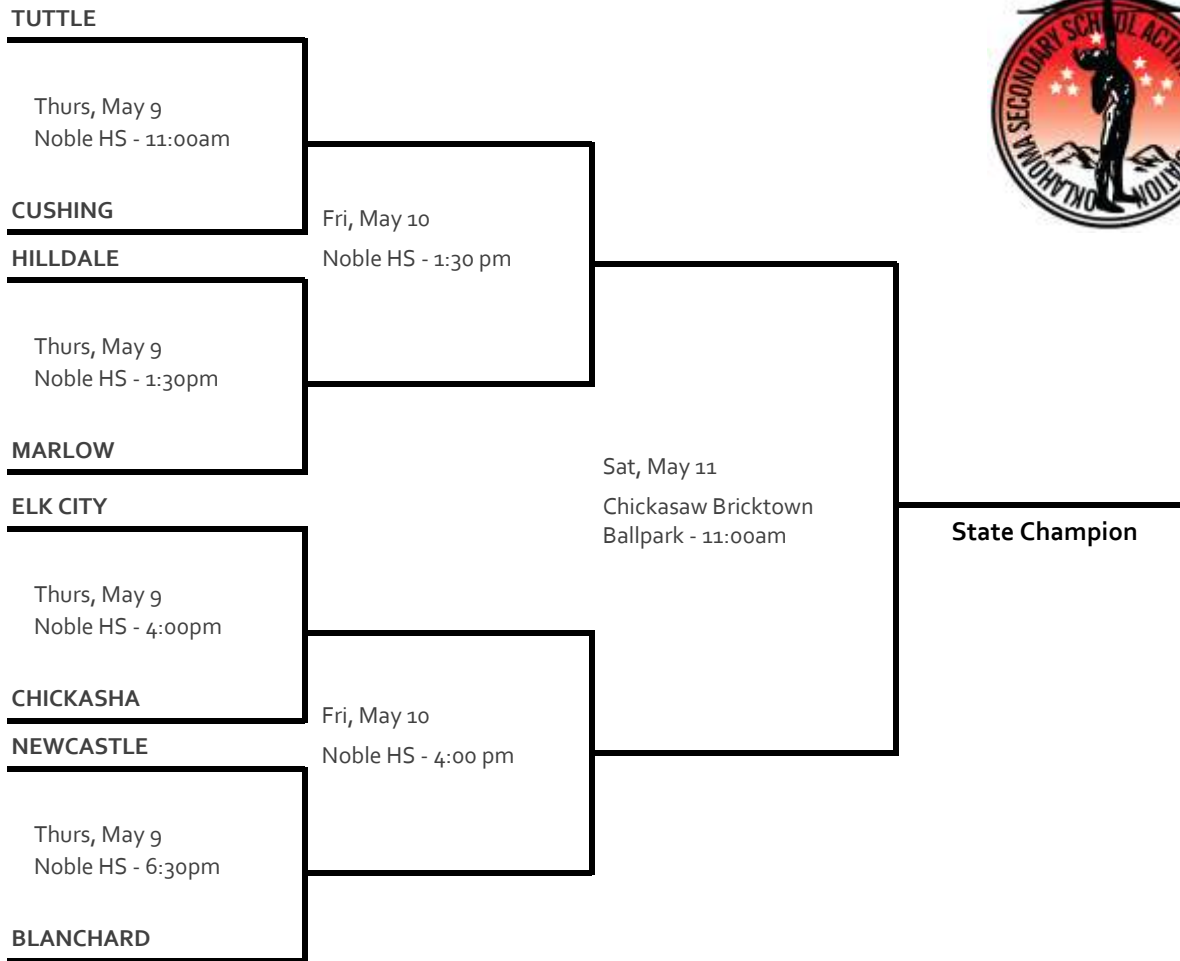 TUTTLE
Thurs, May 9
Noble HS - 11:00am
CUSHING
HILLDALE
Fri, May 10
Noble HS - 1:30 pm
Thurs, May 9
Noble HS - 1:30pm
MARLOW
ELK CITY
Sat, May 11
Chickasaw Bricktown
Ballpark - 11:00am
State Champion
Thurs, May 9
Noble HS - 4:00pm
CHICKASHA
NEWCASTLE
Fri, May 10
Noble HS - 4:00 pm
Thurs, May 9
Noble HS - 6:30pm
BLANCHARD
OKLAHOMA SECONDARY SCHOOL